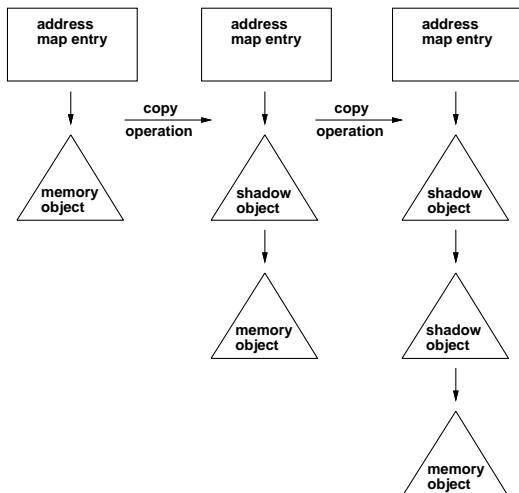 address
map entry
address
map entry
address
map entry
copy
operation
copy
operation
memory
object
shadow
object
shadow
object
memory
object
shadow
object
memory
object